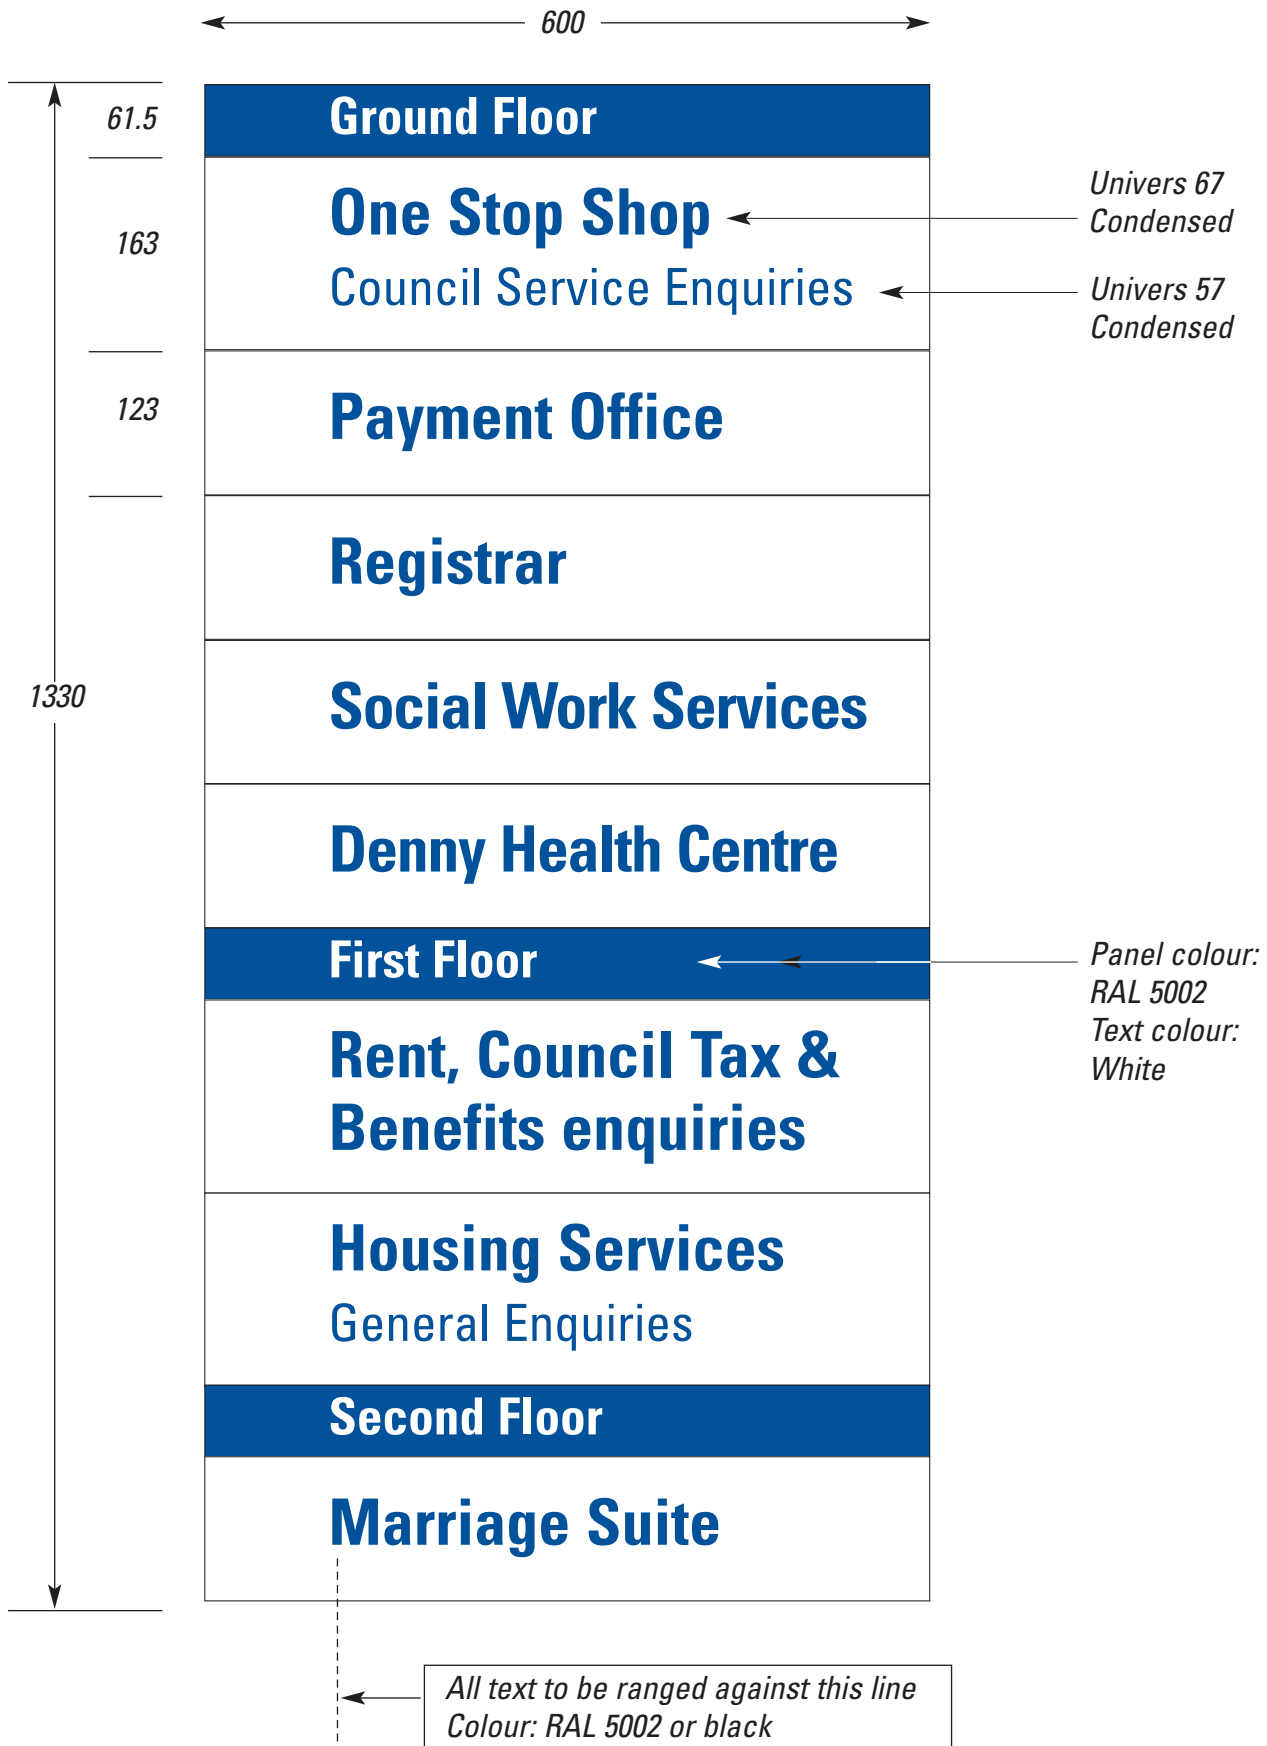 600
61.5
Ground Floor
163
One Stop Shop
Univers 67
Condensed
Council Service Enquiries
Univers 57
Condensed
123
Payment Office
Registrar
1330
Social Work Services
Denny Health Centre
First Floor
Panel colour:
RAL 5002
Text colour:
White
Rent, Council Tax &
Benefits enquiries
Housing Services
General Enquiries
Second Floor
Marriage Suite
All text to be ranged against this line
Colour: RAL 5002 or black